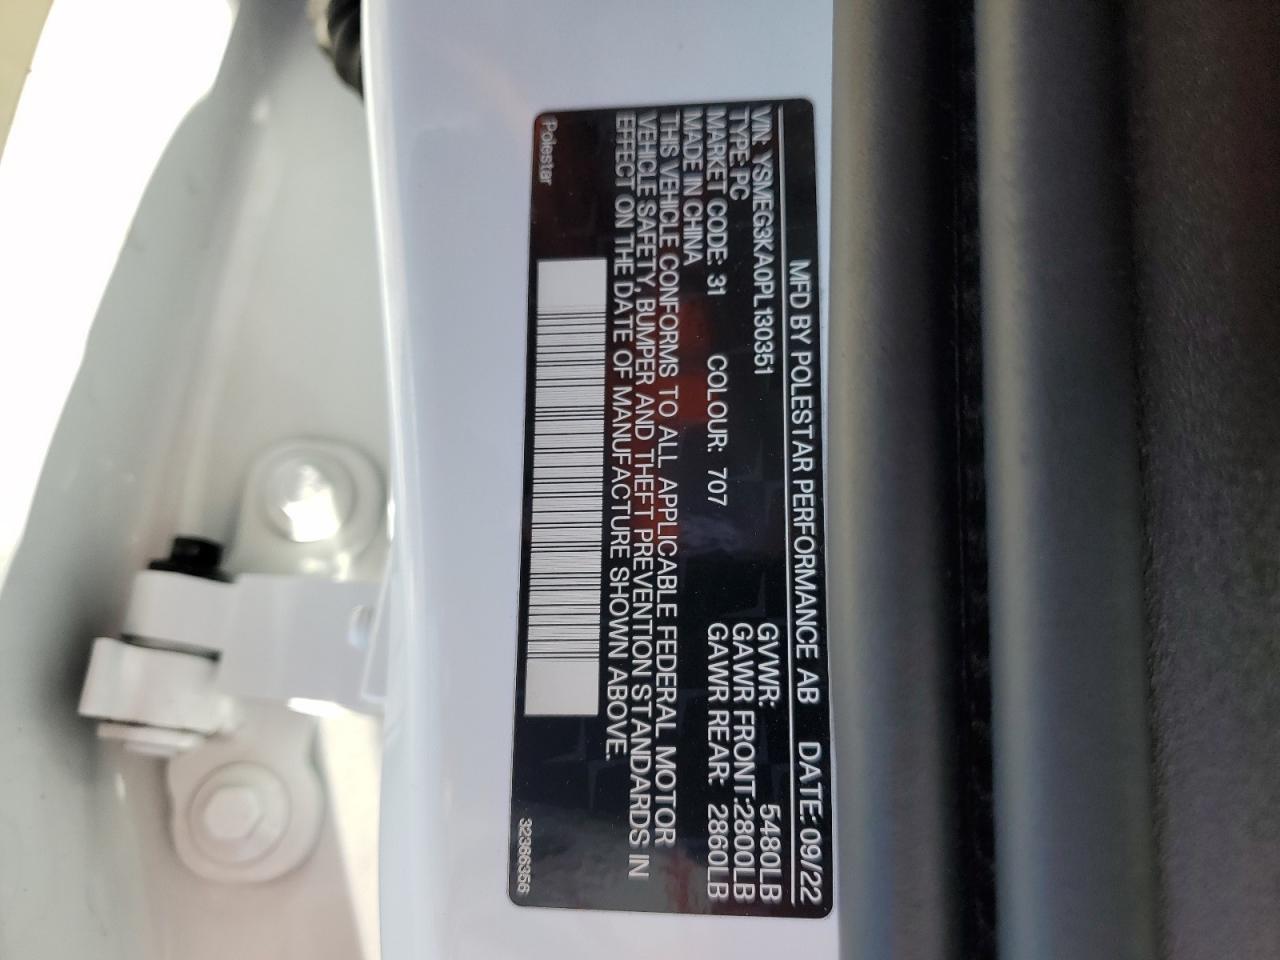 MFD BY POLESTAR PERFORMANCE AB DATE: 09/22
VIN: YSMEG3KA0PL130351 GVWR: 5480LB
TYPE: PC GAWR FRONT:2800LB
MARKET CODE: 31 COLOUR: 707 GAWR REAR: 2860LB
MADE IN CHINA
THIS VEHICLE CONFORMS TO ALL APPLICABLE FEDERAL MOTOR
VEHICLE SAFETY, BUMPER AND THEFT PREVENTION STANDARDS IN
EFFECT ON THE DATE OF MANUFACTURE SHOWN ABOVE.
Polestar 32366356